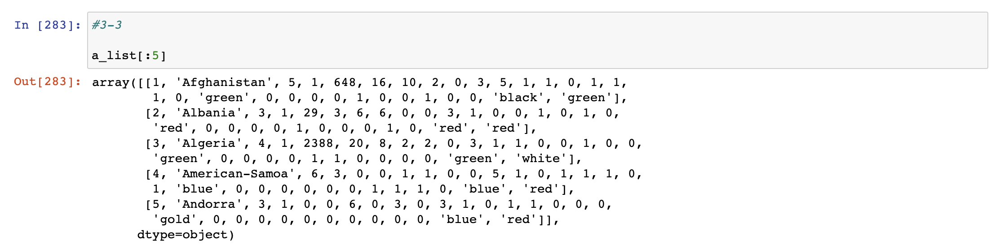 In [283]: #3-3
a_list[:5]
Out[283]: array([[1, 'Afghanistan', 5, 1, 648, 16, 10, 2, 0, 3, 5, 1, 1, 0, 1, 1,
1, 0, 'green', 0, 0, 0, 0, 1, 0, 0, 1, 0, 0, 'black', 'green'],
[2, 'Albania', 3, 1, 29, 3, 6, 6, 0, 0, 3, 1, 0, 0, 1, 0, 1, 0,
'red', 0, 0, 0, 0, 1, 0, 0, 0, 1, 0, 'red', 'red'],
[3, 'Algeria', 4, 1, 2388, 20, 8, 2, 2, 0, 3, 1, 1, 0, 0, 1, 0, 0,
'green', 0, 0, 0, 0, 1, 1, 0, 0, 0, 0, 'green', 'white'],
[4, 'American-Samoa', 6, 3, 0, 0, 1, 1, 0, 0, 5, 1, 0, 1, 1, 1, 0,
1, 'blue', 0, 0, 0, 0, 0, 0, 1, 1, 1, 0, 'blue', 'red'],
[5, 'Andorra', 3, 1, 0, 0, 6, 0, 3, 0, 3, 1, 0, 1, 1, 0, 0, 0,
'gold', 0, 0, 0, 0, 0, 0, 0, 0, 0, 0, 'blue', 'red']],
dtype=object)